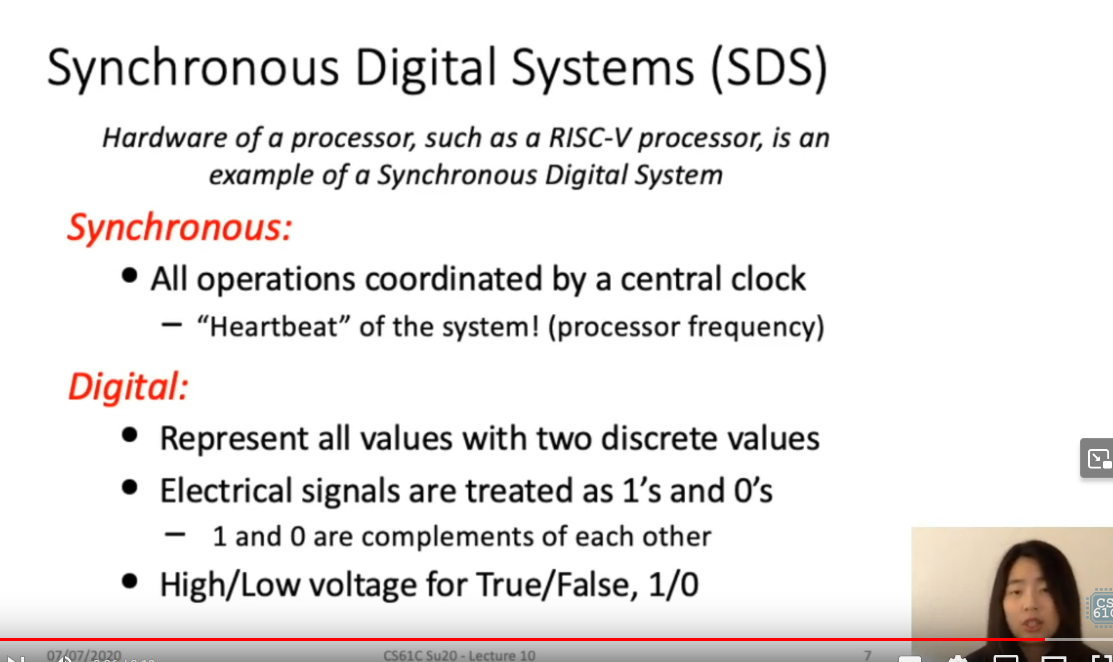 Synchronous Digital Systems (SDS)
Hardware of a processor, such as a RISC-V processor, is an
example of a Synchronous Digital System
Synchronous:
• All operations coordinated by a central clock
– “Heartbeat” of the system! (processor frequency)
Digital:
• Represent all values with two discrete values
• Electrical signals are treated as 1’s and 0’s
– 1 and 0 are complements of each other
• High/Low voltage for True/False, 1/0
CS
61C
07/07/2020
CS61C Su20 - Lecture 10
7